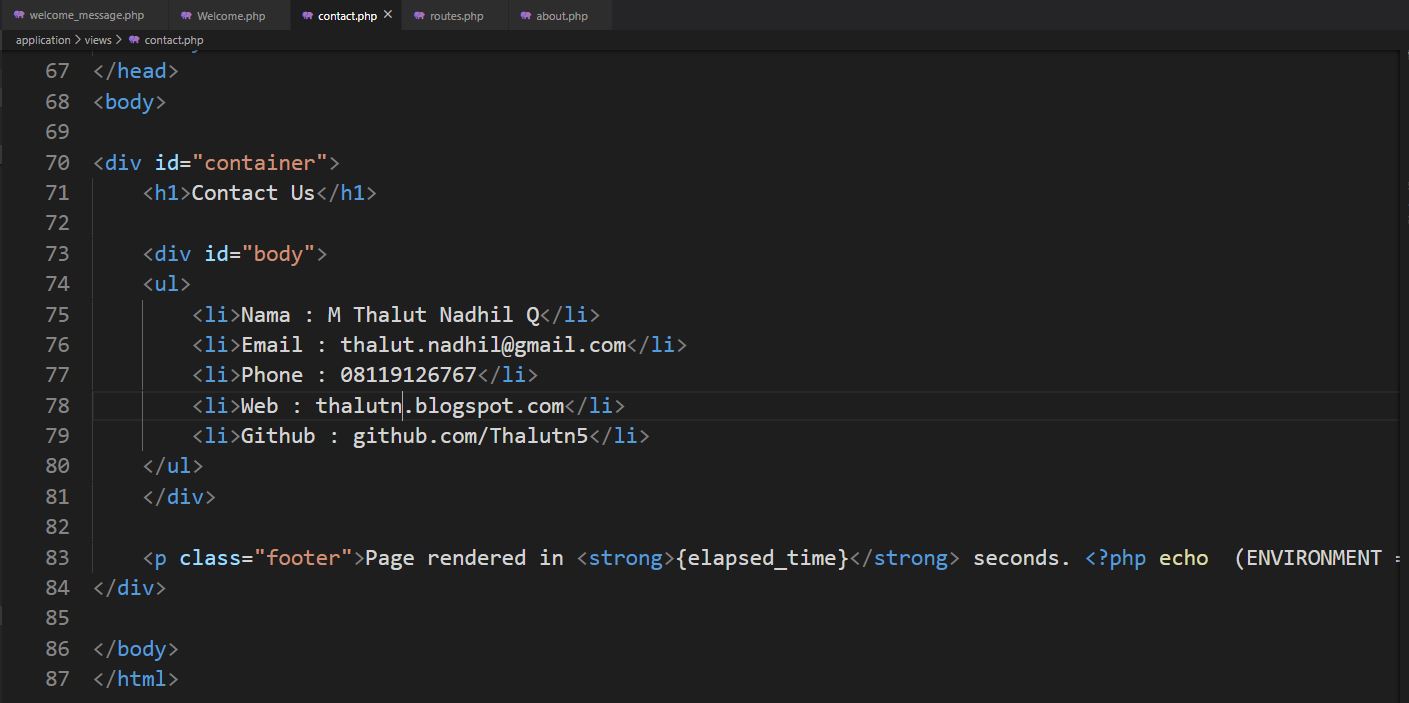 welcome_message.php Welcome.php contact.php routes.php about.php
application > views > contact.php
67 </head>
68 <body>
69
70 <div id="container">
71 <h1>Contact Us</h1>
72
73 <div id="body">
74 <ul>
75 <li>Nama : M Thalut Nadhil Q</li>
76 <li>Email : thalut.nadhil@gmail.com</li>
77 <li>Phone : 08119126767</li>
78 <li>Web : thalutn.blogspot.com</li>
79 <li>Github : github.com/Thalutn5</li>
80 </ul>
81 </div>
82
83 <p class="footer">Page rendered in <strong>{elapsed_time}</strong> seconds. <?php echo (ENVIRONMENT =
84 </div>
85
86 </body>
87 </html>